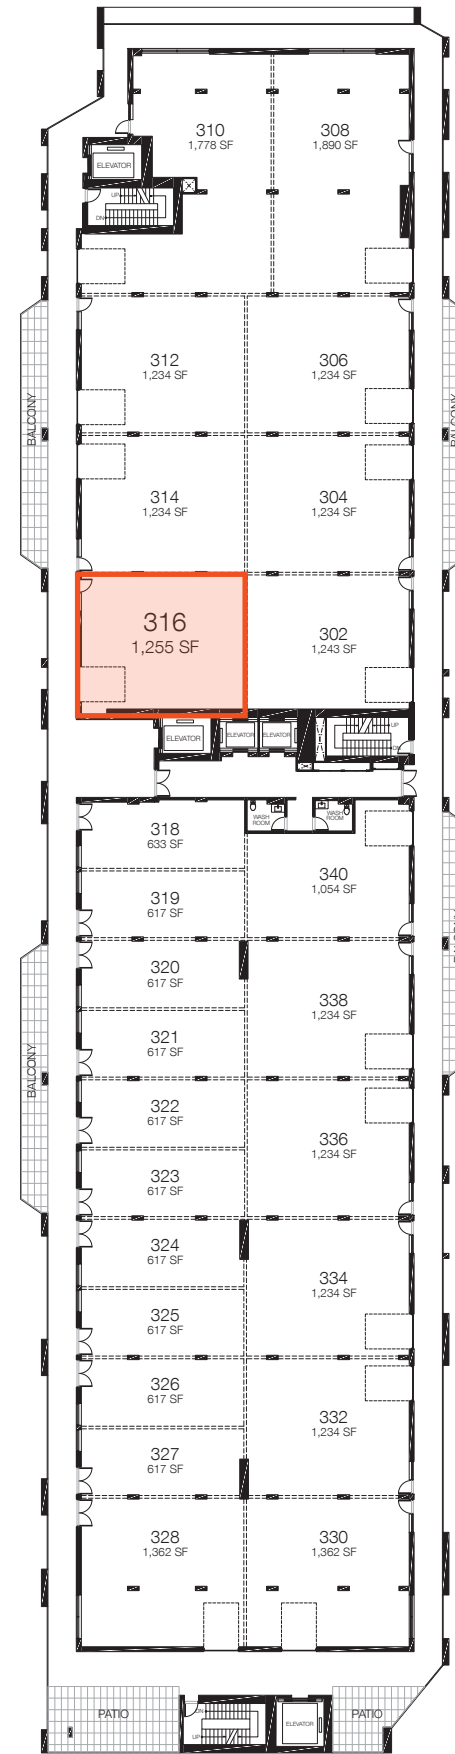 310
1,778 SF
308
1,890 SF
ELEVATOR
UP
DN
312
1,234 SF
306
1,234 SF
BALCONY
BALCONY
314
1,234 SF
304
1,234 SF
316
1,255 SF
302
1,243 SF
ELEVATOR
ELEVATOR
ELEVATOR
UP
DN
318
633 SF
WASH
ROOM
WASH
ROOM
340
1,054 SF
319
617 SF
320
617 SF
338
1,234 SF
321
617 SF
BALCONY
322
617 SF
336
1,234 SF
323
617 SF
324
617 SF
334
1,234 SF
325
617 SF
326
617 SF
332
1,234 SF
327
617 SF
328
1,362 SF
330
1,362 SF
PATIO
DN
UP
ELEVATOR
PATIO